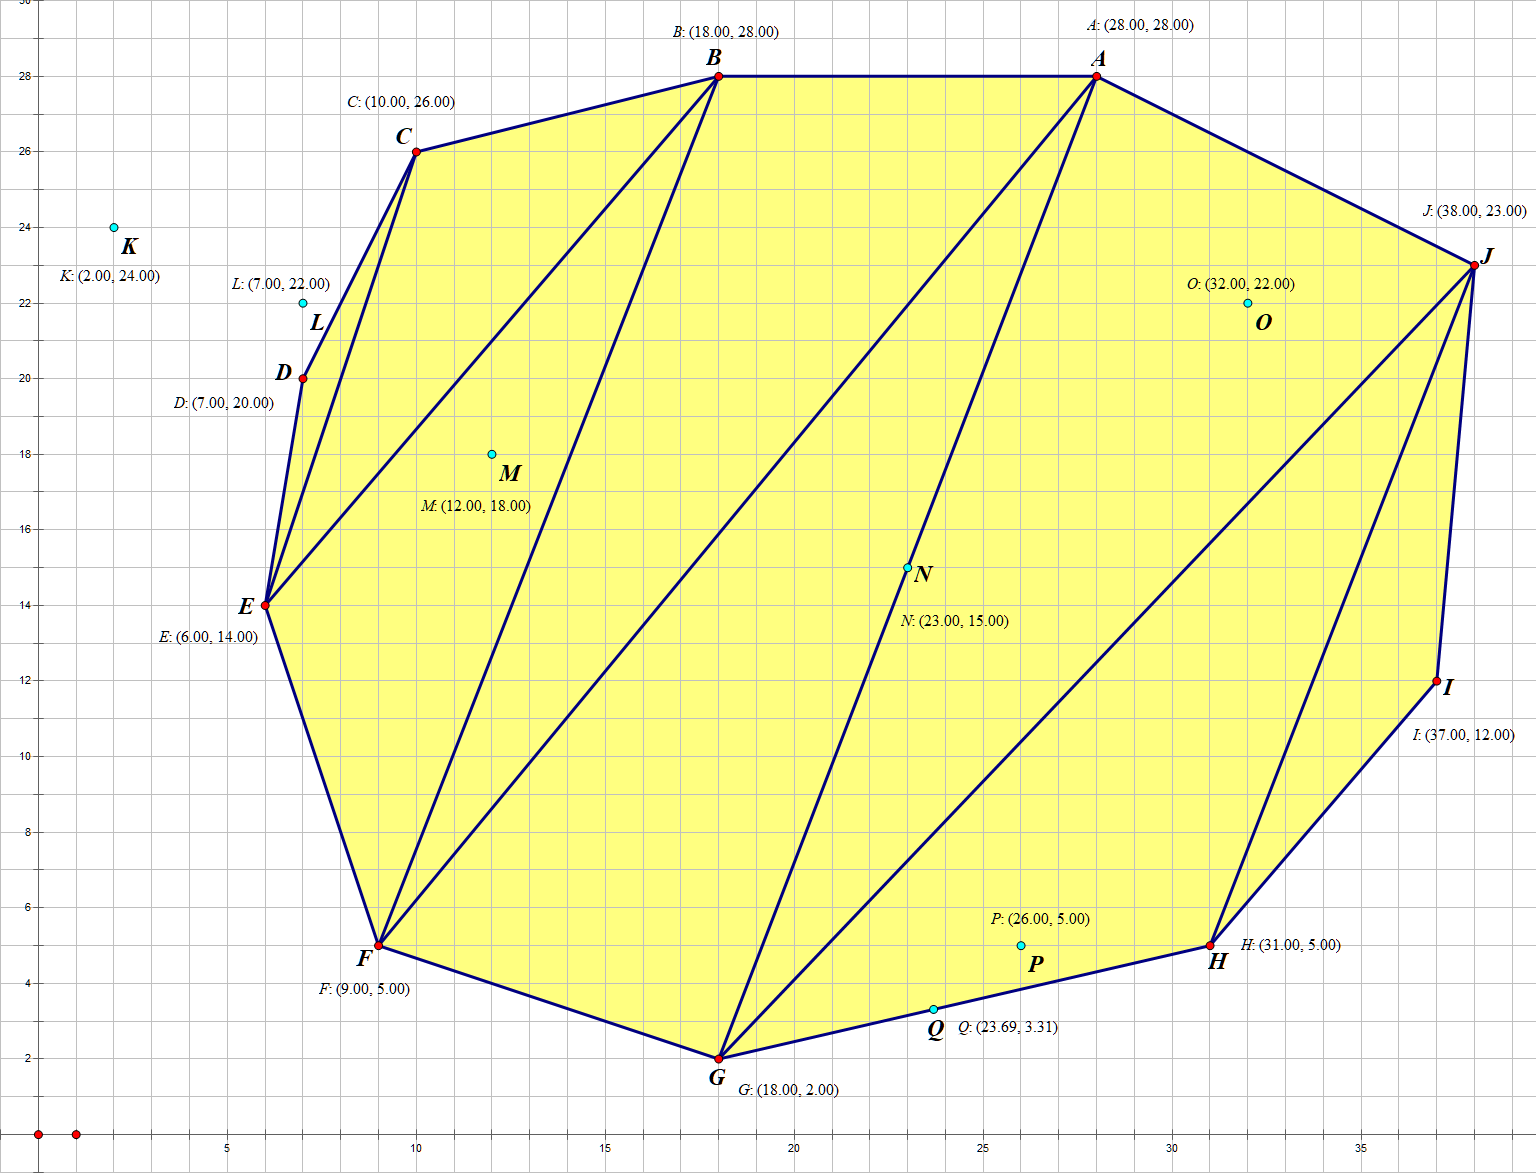 30
A: (28.00, 28.00)
B: (18.00, 28.00)
B
A
28
C: (10.00, 26.00)
C
26
J: (38.00, 23.00)
24
K
J
K: (2.00, 24.00)
L: (7.00, 22.00)
O: (32.00, 22.00)
22
L
O
D
20
D: (7.00, 20.00)
18
M
M: (12.00, 18.00)
16
N
E
14
N: (23.00, 15.00)
E: (6.00, 14.00)
12
I
I: (37.00, 12.00)
10
8
P: (26.00, 5.00)
6
H: (31.00, 5.00)
F
P
H
F: (9.00, 5.00)
4
Q
Q: (23.69, 3.31)
2
G
G: (18.00, 2.00)
5
10
15
20
25
30
35